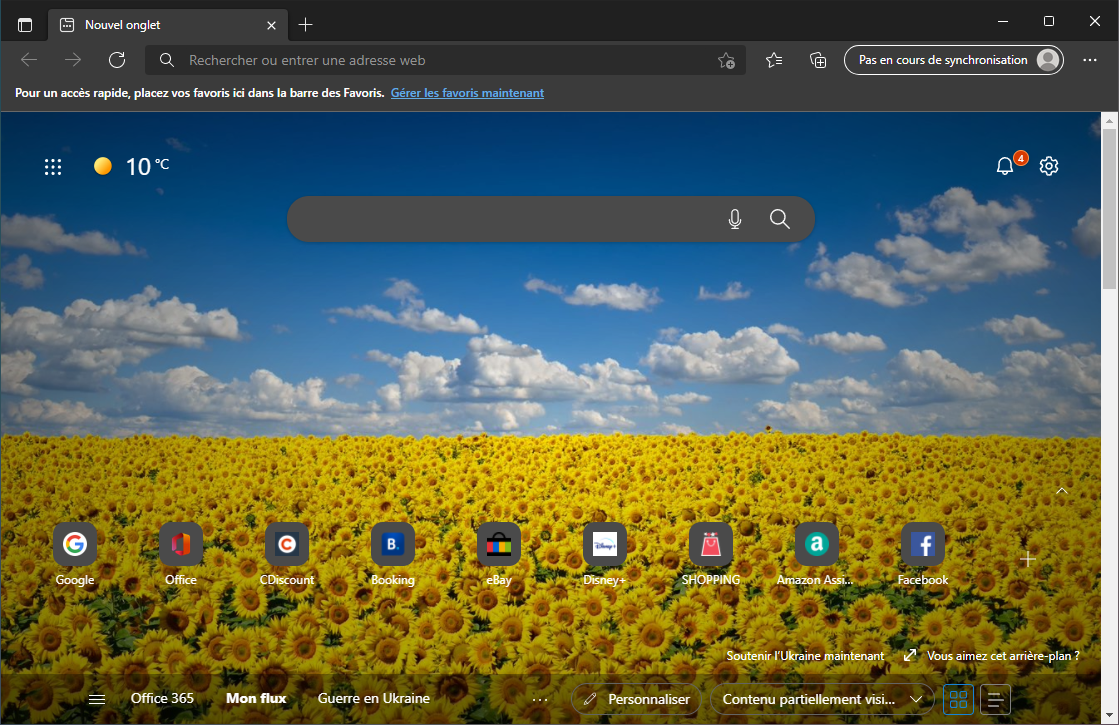 Nouvel onglet
Rechercher ou entrer une adresse web
Pas en cours de synchronisation
Pour un accès rapide, placez vos favoris ici dans la barre des Favoris. Gérer les favoris maintenant
10 °C
4
Google
Office
CDiscount
B.
Booking
eBay
Disney+
Disney+
SHOPPING
a
Amazon Assi...
Facebook
Soutenir l'Ukraine maintenant
Vous aimez cet arrière-plan ?
Office 365
Mon flux
Guerre en Ukraine
...
Personnaliser
Contenu partiellement visi...